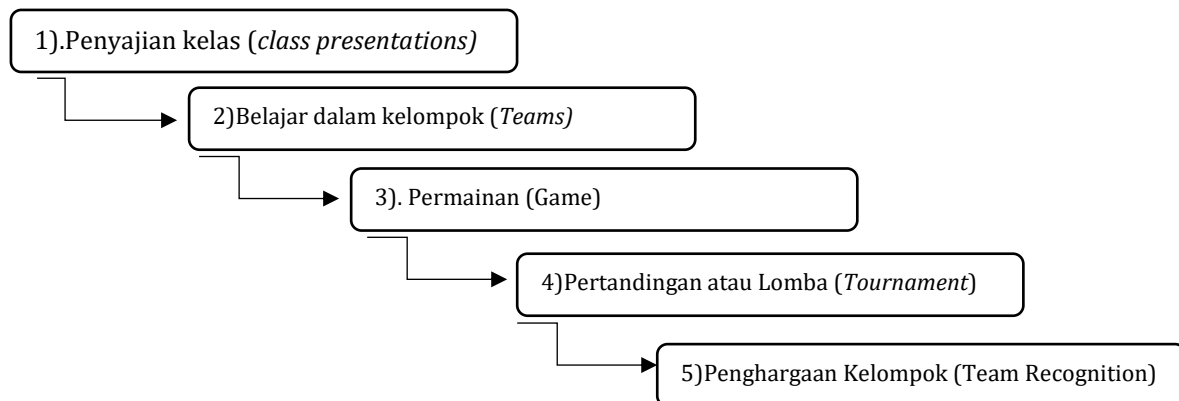 1).Penyajian kelas (class presentations)
2)Belajar dalam kelompok (Teams)
3). Permainan (Game)
4)Pertandingan atau Lomba (Tournament)
5)Penghargaan Kelompok (Team Recognition)